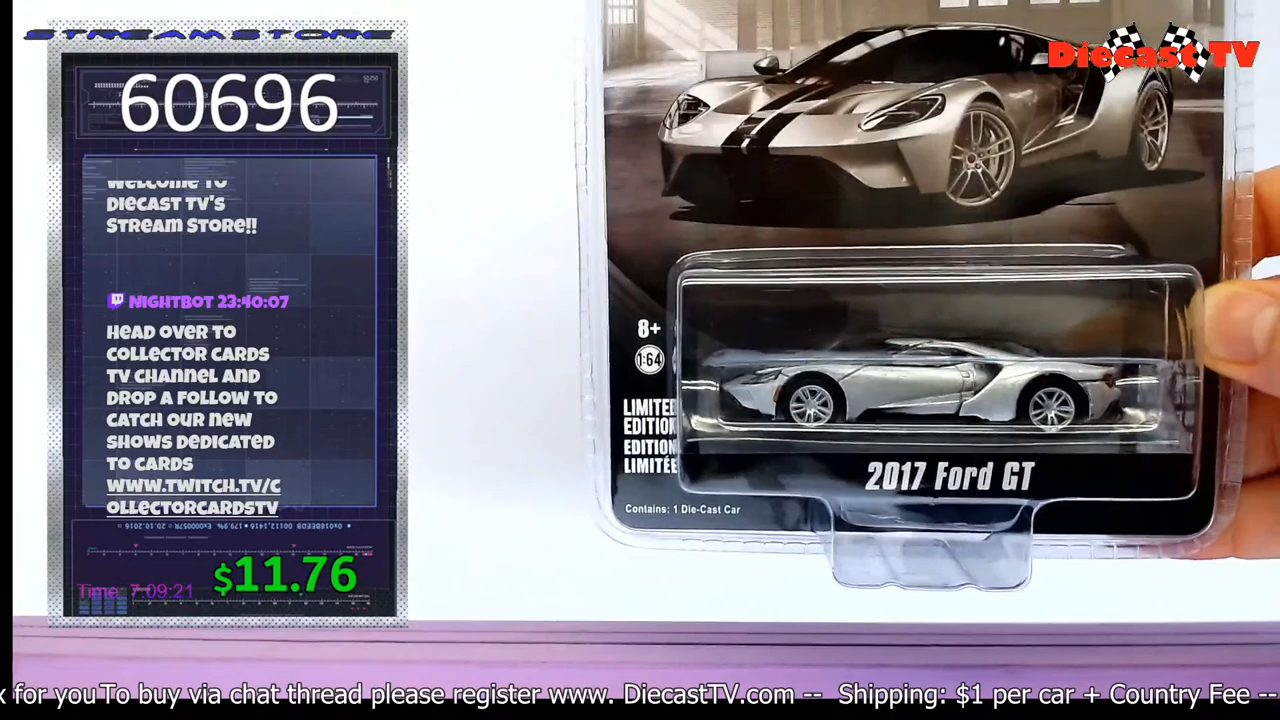 STREAM STORE
60696
Welcome to
Diecast TV's
Stream Store!!
Nightbot 23:40:07
Head over to
Collector Cards
TV channel and
drop a follow to
catch our new
shows dedicated
to cards
www.twitch.tv/c
ollectorcardstv
Time: 7:09:21
$11.76
Diecast TV
8+
1:64
LIMITED
EDITION
EDITION
LIMITÉE
2017 Ford GT
Contains: 1 Die-Cast Car
k for you To buy via chat thread please register www. DiecastTV.com -- Shipping: $1 per car + Country Fee --